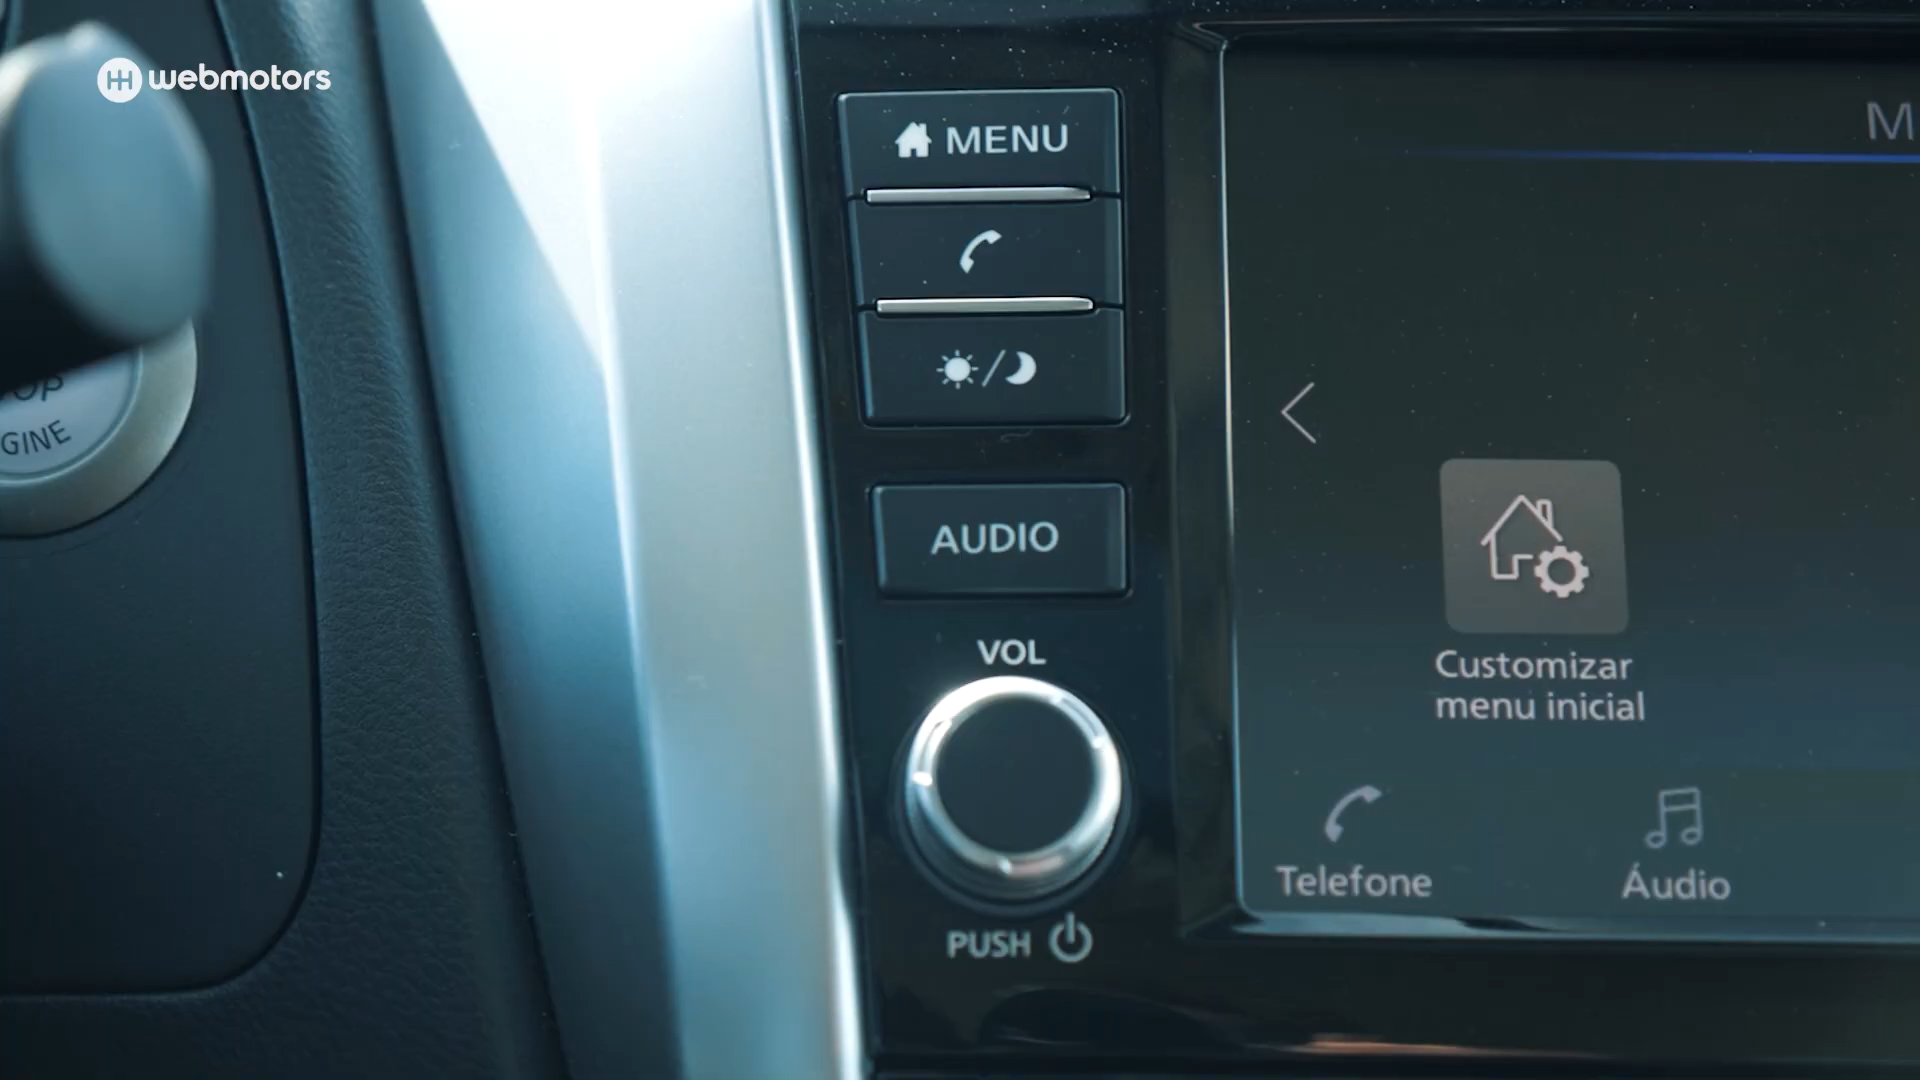 webmotors
MENU
AUDIO
VOL
PUSH
Customizar
menu inicial
Telefone
Áudio